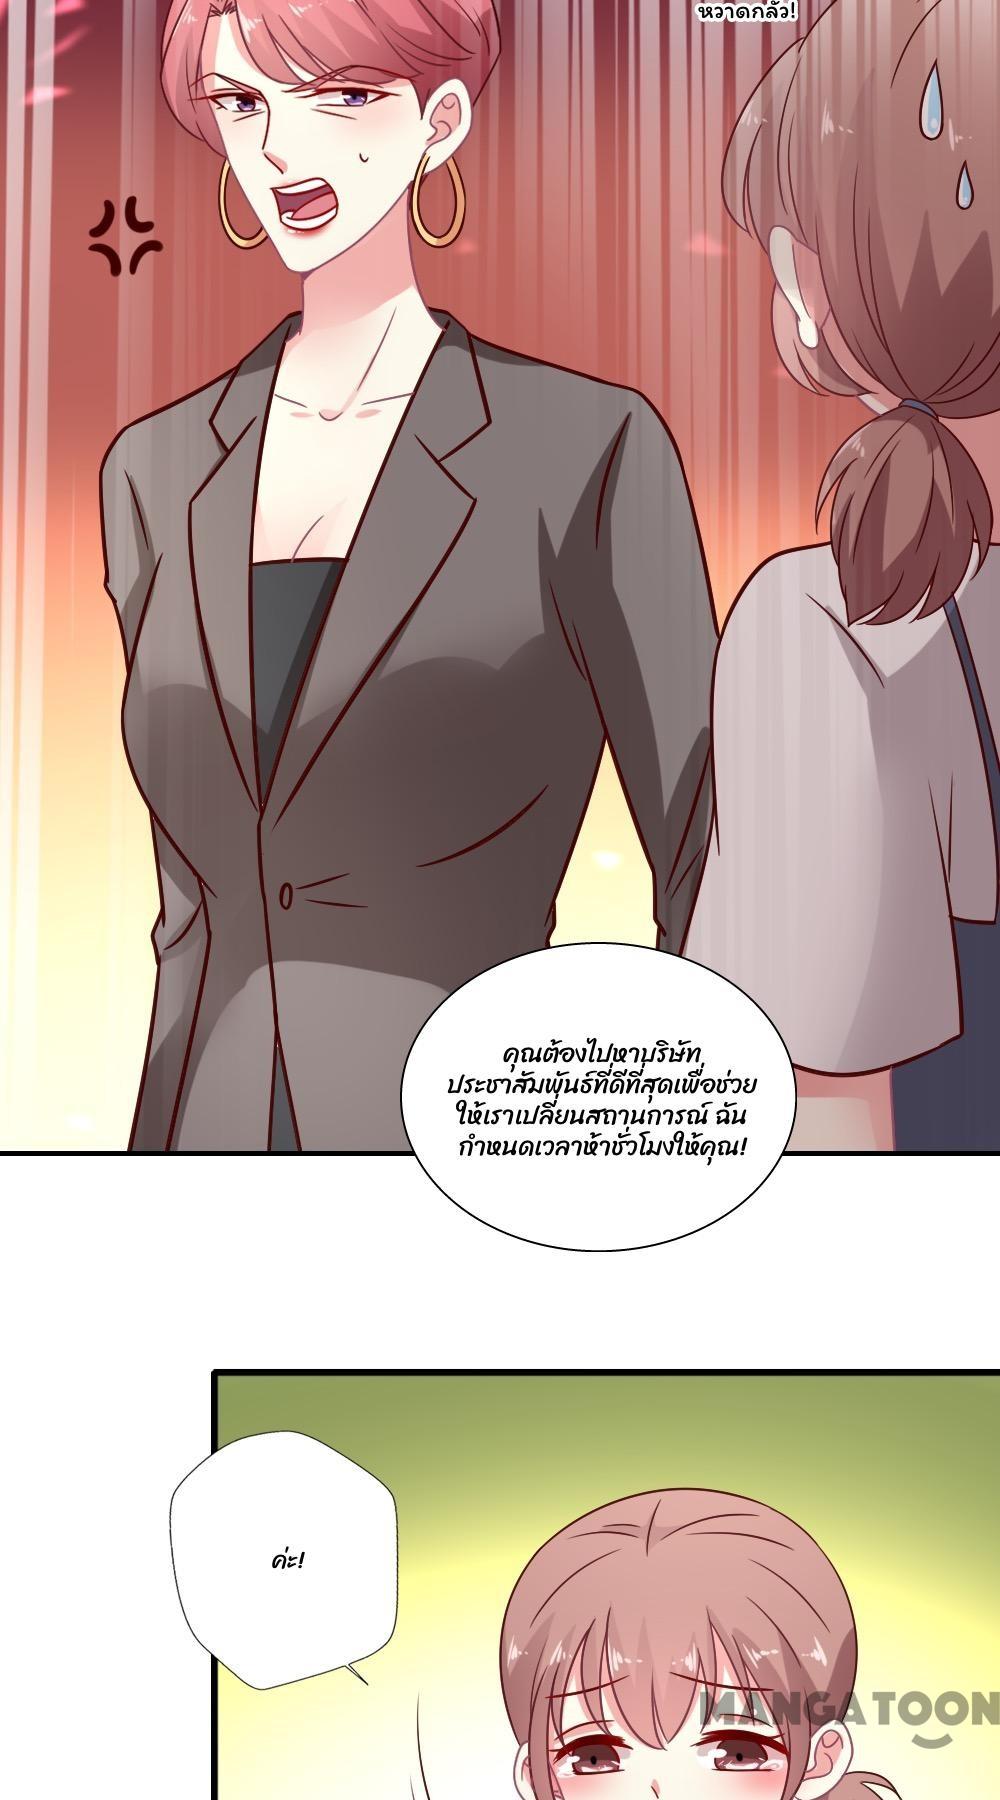 หวาดกลัว!
คุณต้องไปหาบริษัท
ประชาสัมพันธ์ที่ดีที่สุดเพื่อช่วย
ให้เราเปลี่ยนสถานการณ์ ฉัน
กำหนดเวลาห้าชั่วโมงให้คุณ!
ค่ะ!
MANGATOON